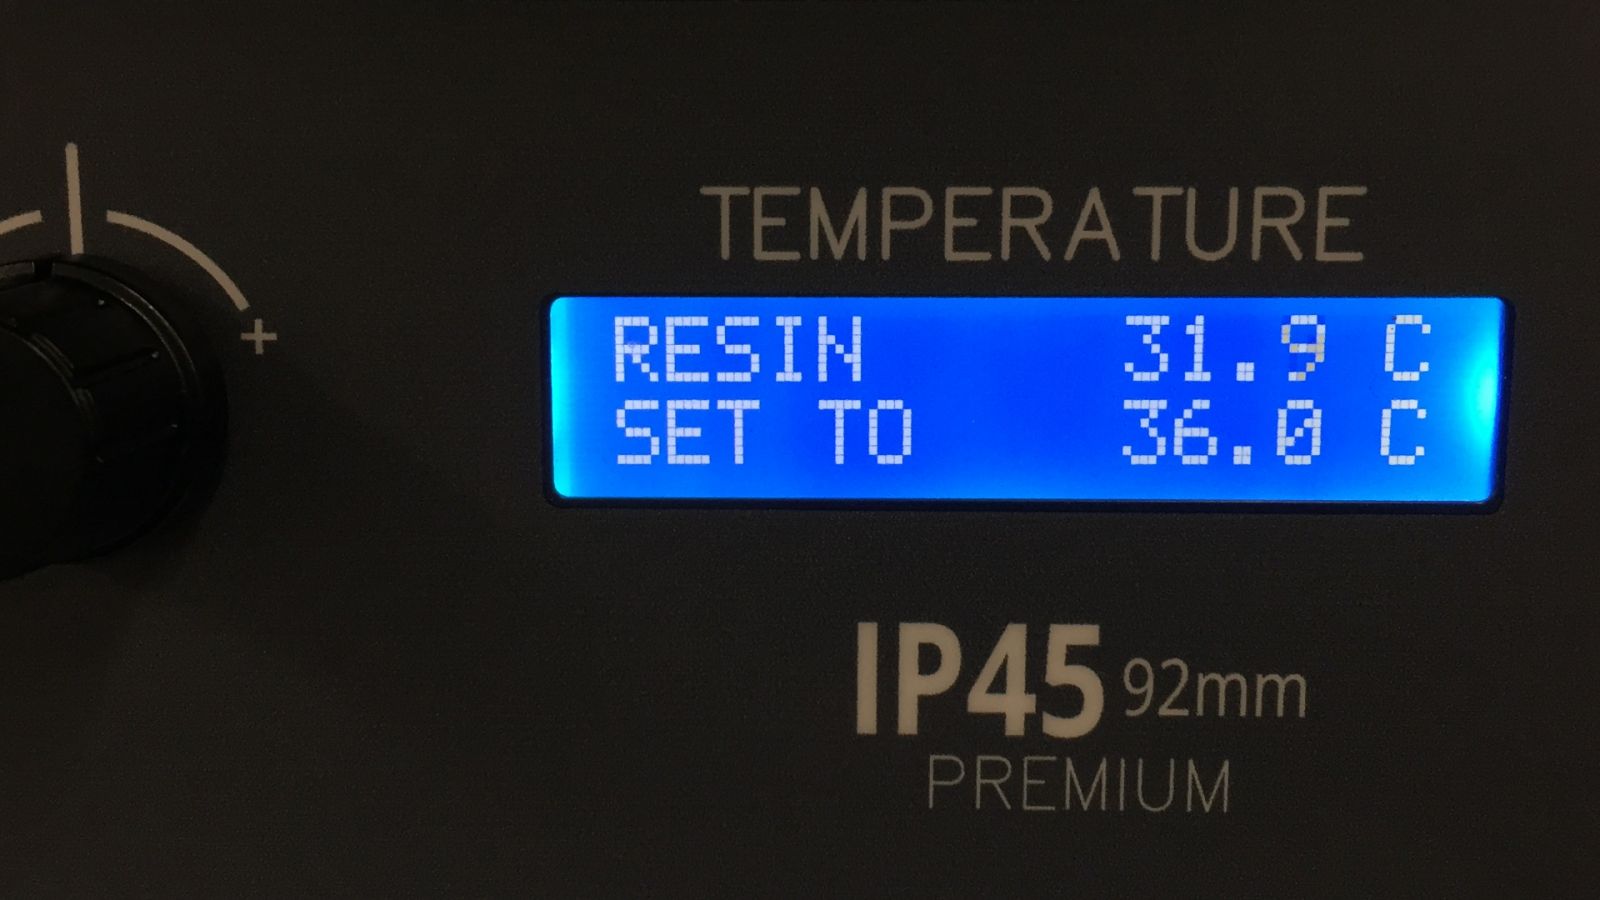 TEMPERATURE
RESIN 31.9 C
SET TO 36.0 C
+
IP45 92mm
PREMIUM